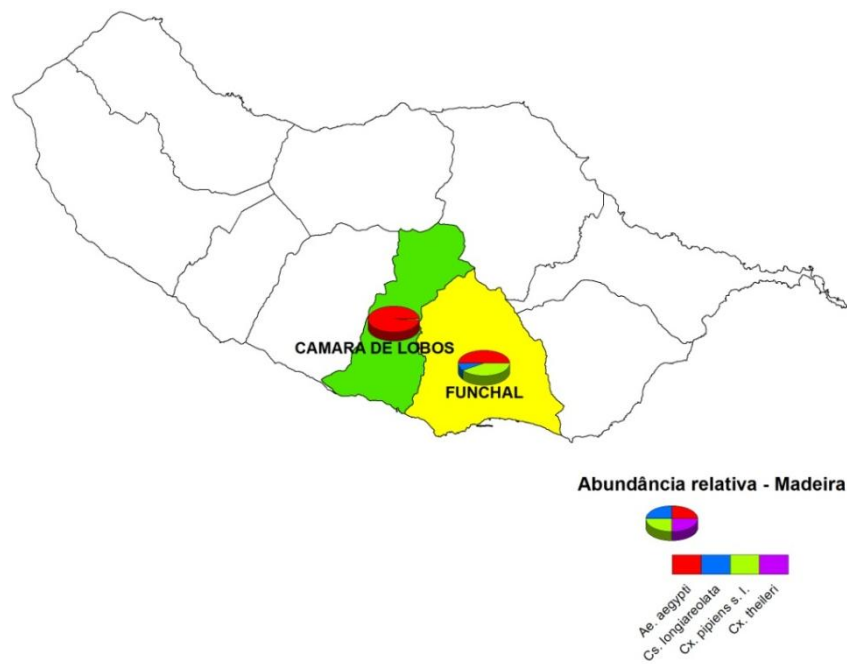 CAMARA DE LOBOS
FUNCHAL
Abundância relativa - Madeira
Ae. aegypti
Cs. longiareolata
Cx. pipiens s. l.
Cx. theileri